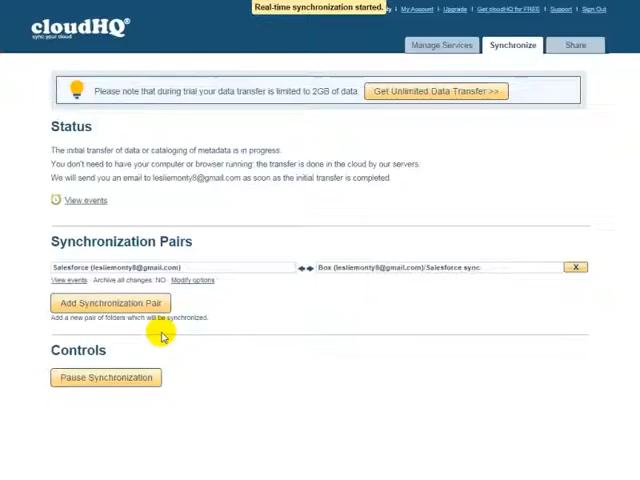 Real-time synchronization started.
My Account | Upgrade | Get cloudHQ for FREE | Support | Sign Out
cloudHQ®
sync your cloud
Manage Services Synchronize Share
Please note that during trial your data transfer is limited to 2GB of data Get Unlimited Data Transfer >>
Status
The initial transfer of data or cataloging of metadata is in progress.
You don't need to have your computer or browser running: the transfer is done in the cloud by our servers.
We will send you an email to lesliemonty8@gmail.com as soon as the initial transfer is completed.
View events
Synchronization Pairs
Salesforce (lesliemonty8@gmail.com) Box (lesliemonty8@gmail.com)/Salesforce sync X
View events Archive all changes: NO Modify options
Add Synchronization Pair
Add a new pair of folders which will be synchronized.
Controls
Pause Synchronization